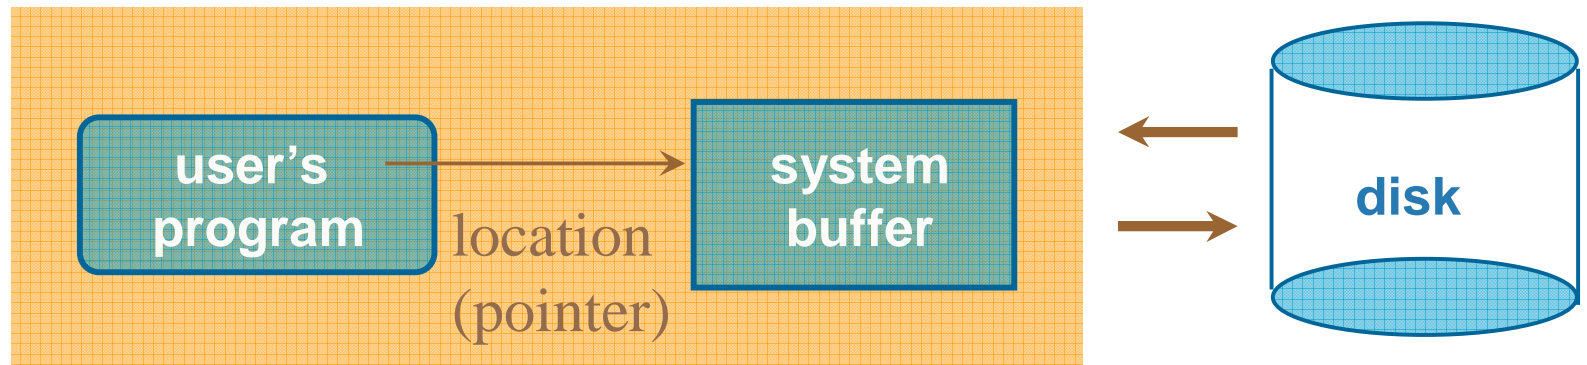 user's
program
location
(pointer)
system
buffer
disk